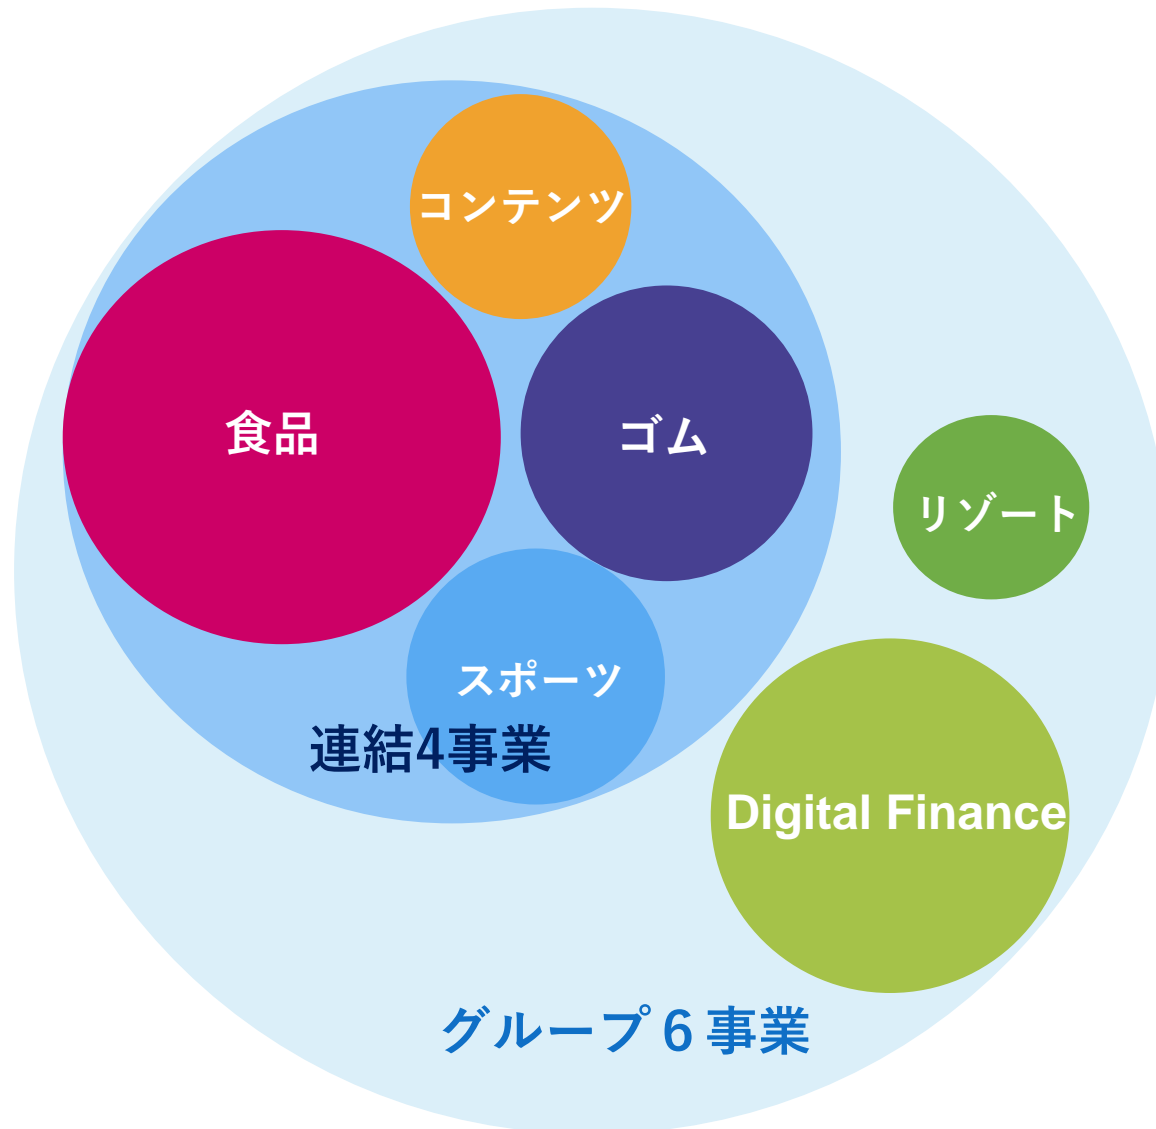 コンテンツ
食品
ゴム
リゾート
スポーツ
連結4事業
Digital Finance
グループ６事業